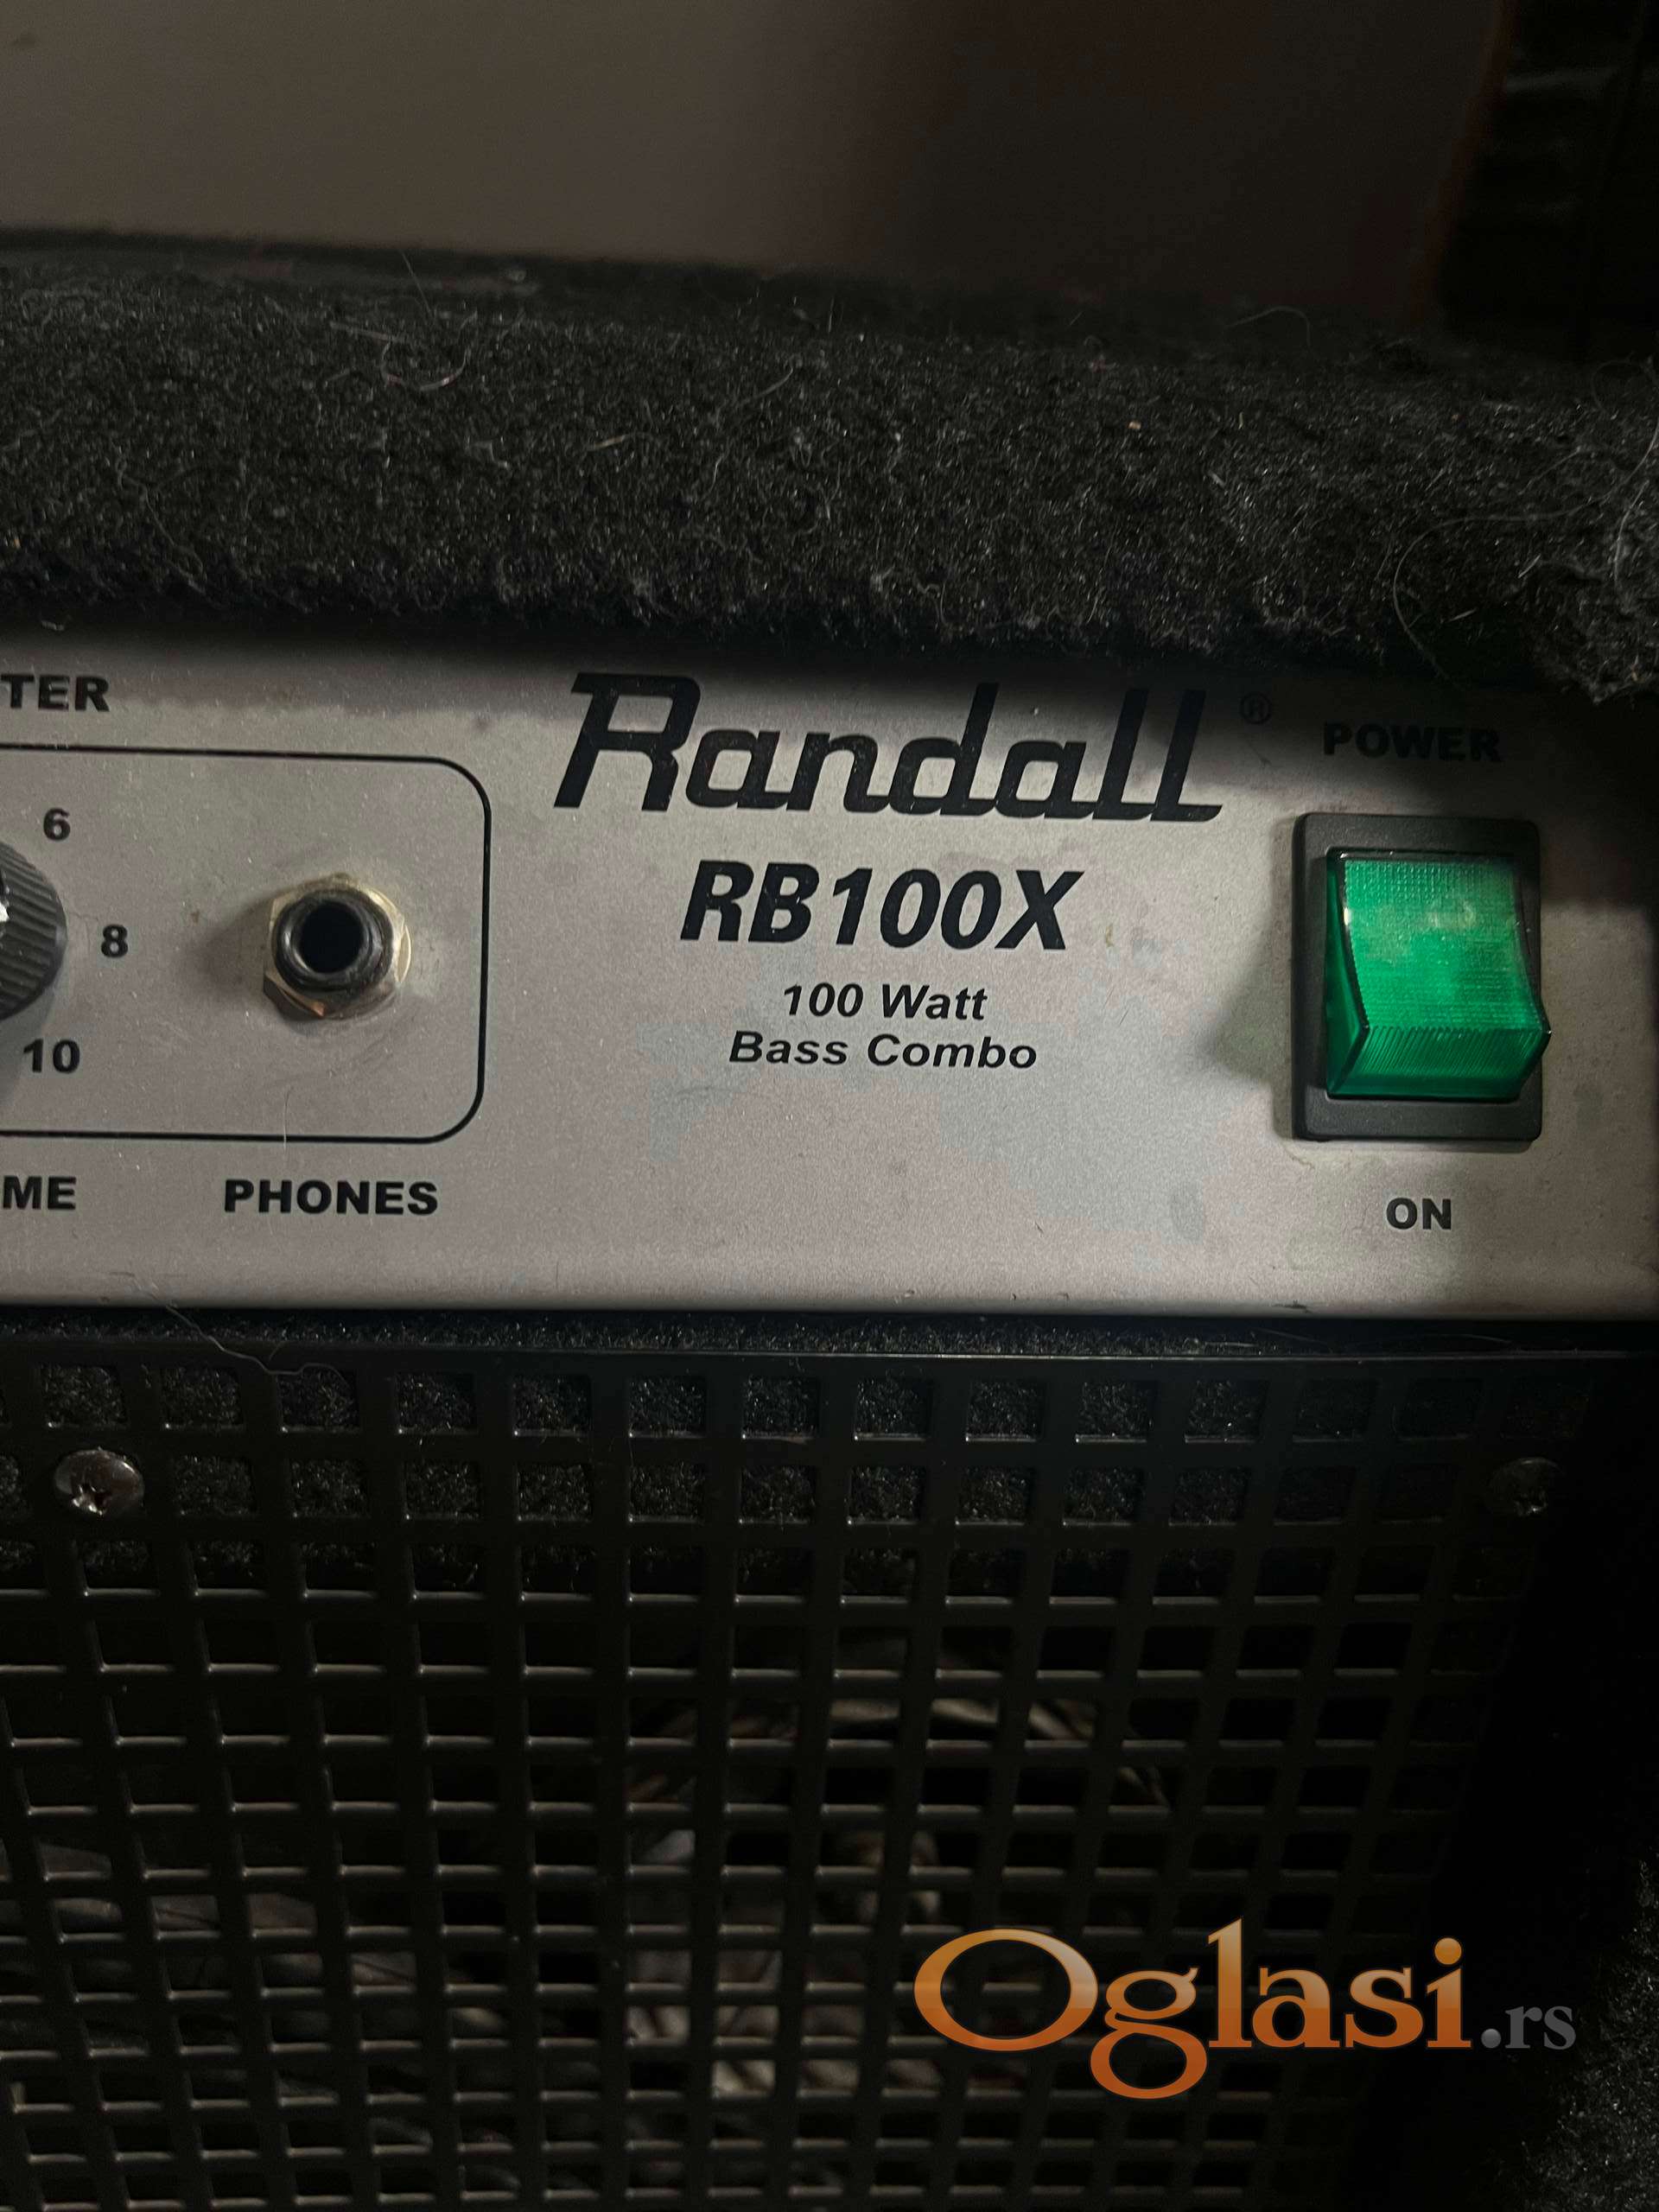 TER
Randall®
POWER
6
RB100X
8
100 Watt
10
Bass Combo
ME
PHONES
ON
Oglasi.rs